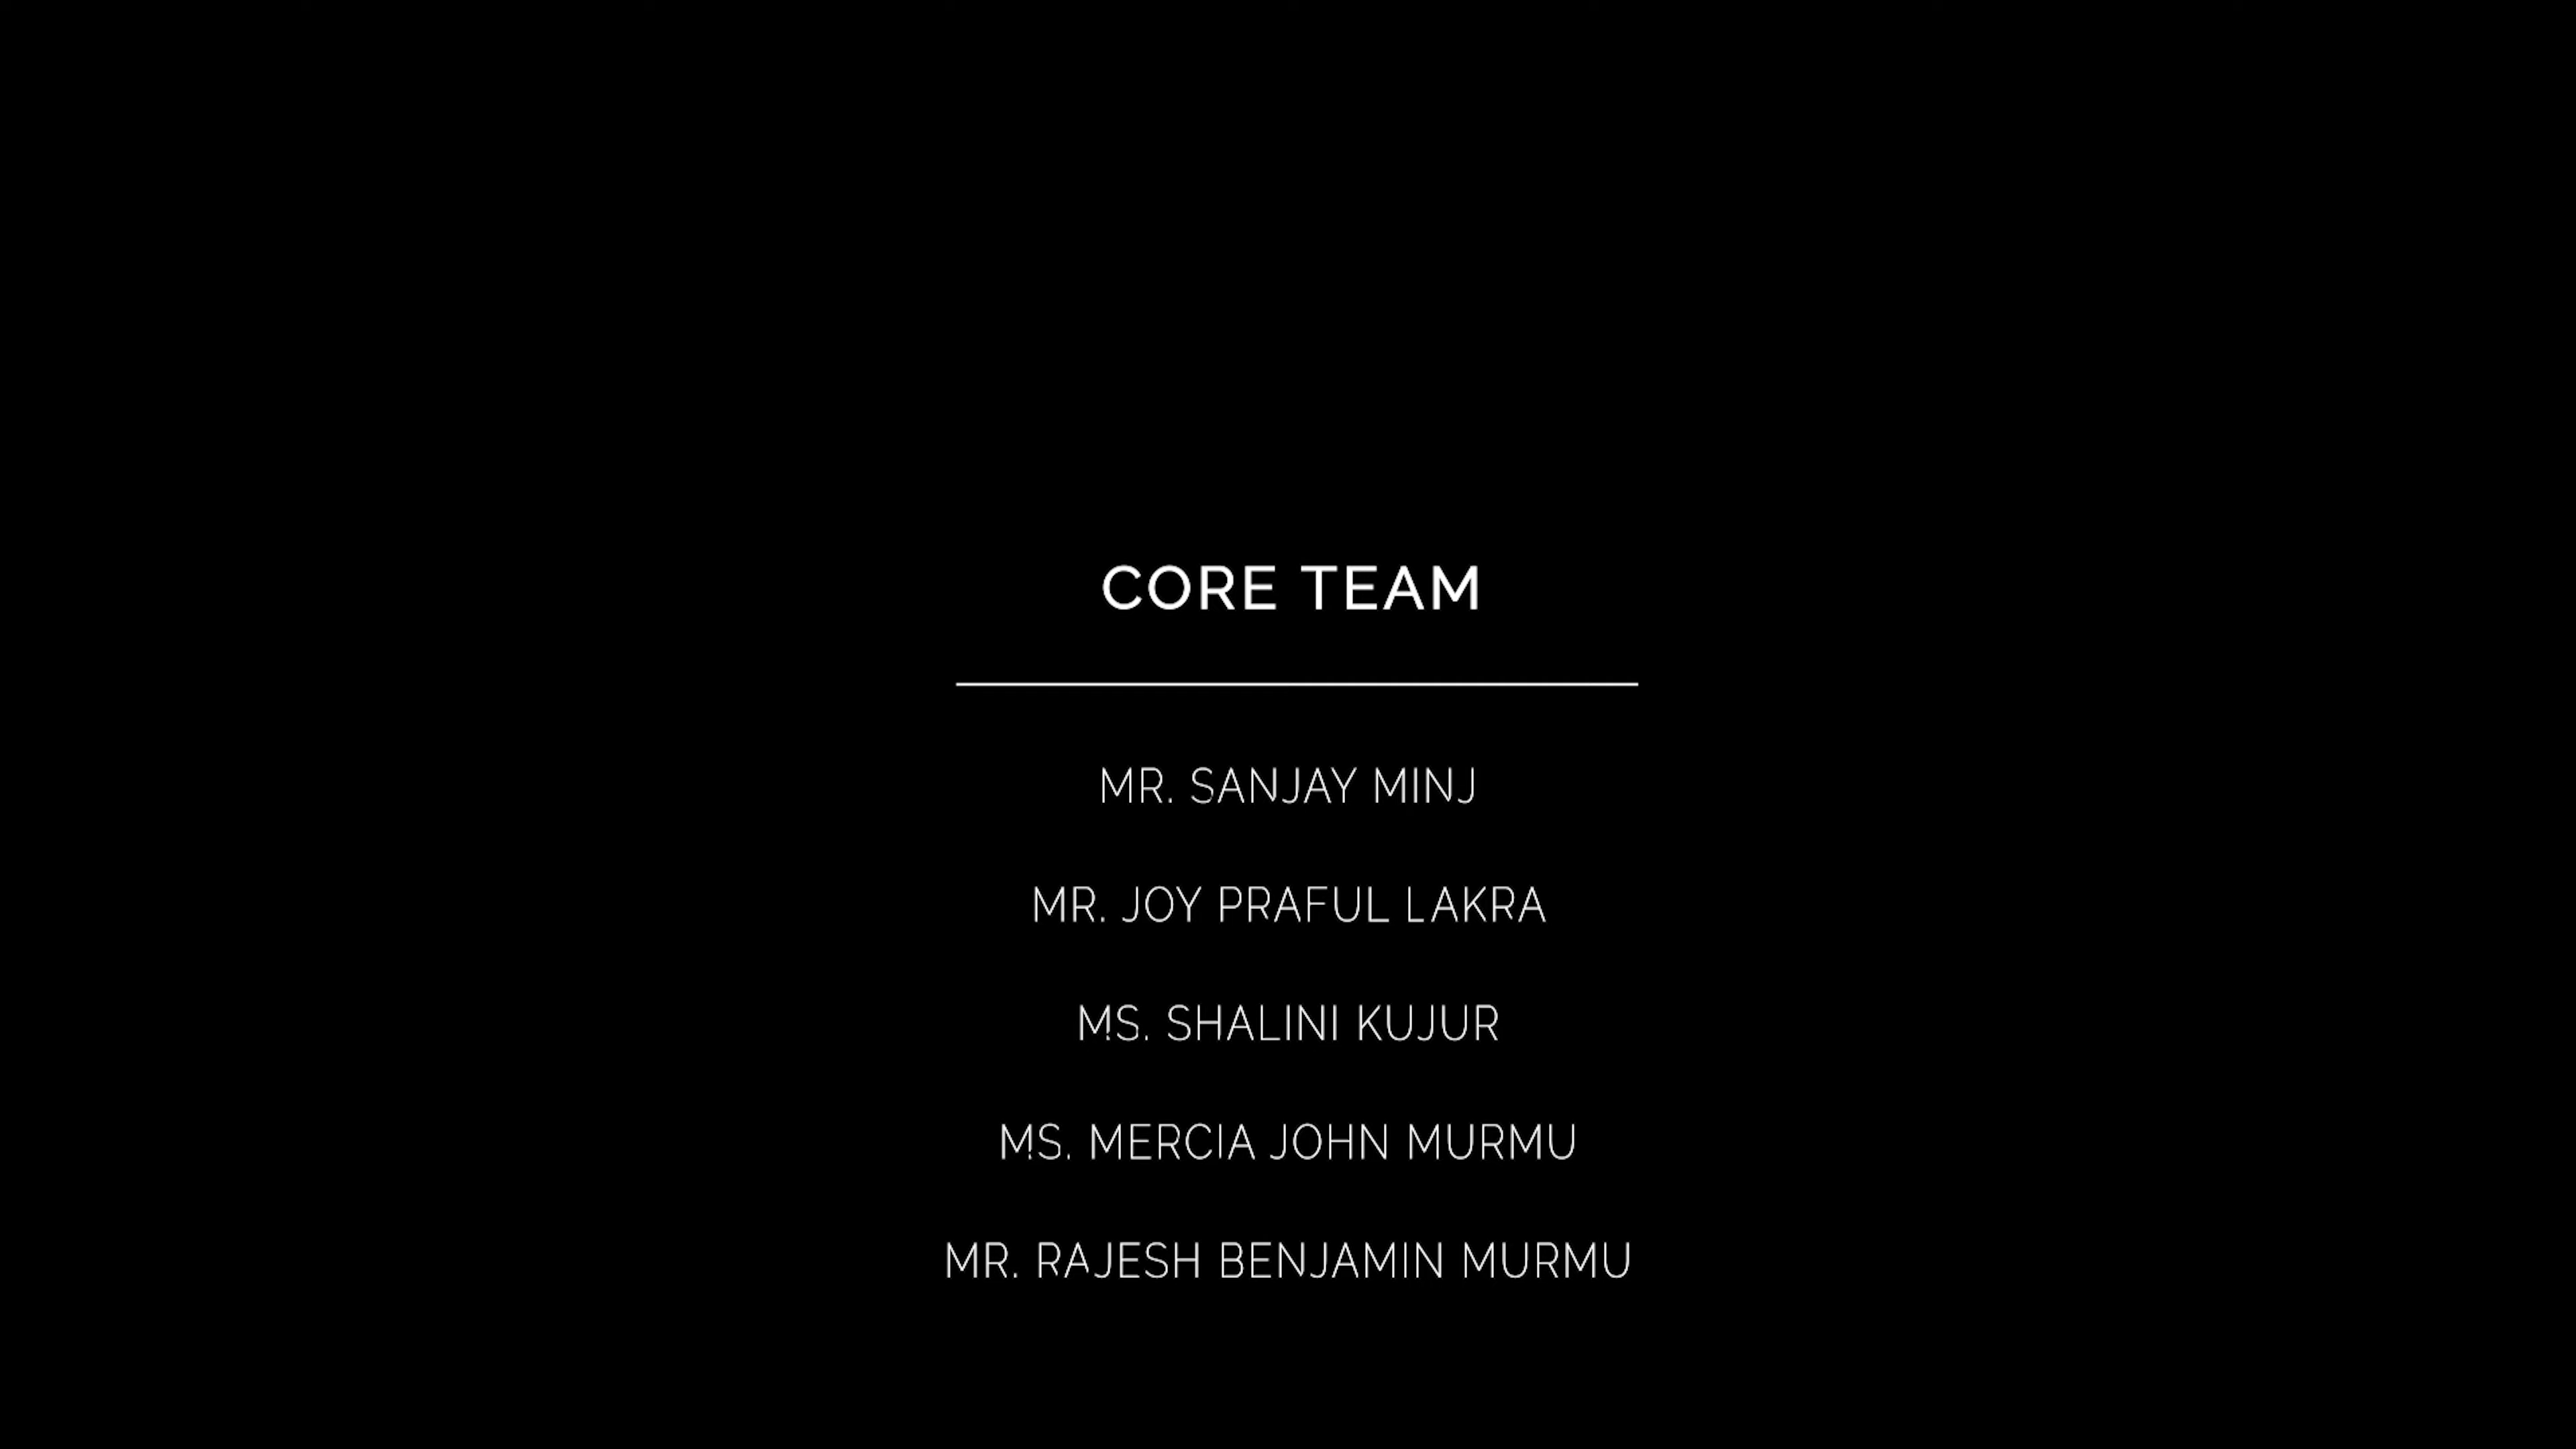 CORE TEAM
MR. SANJAY MINJ
MR. JOY PRAFUL LAKRA
MS. SHALINI KUJUR
MS. MERCIA JOHN MURMU
MR. RAJESH BENJAMIN MURMU